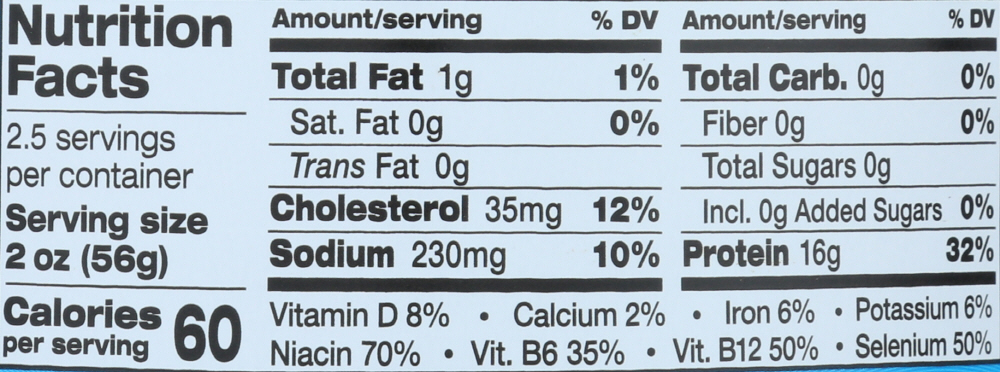 Nutrition
Facts
2.5 servings
per container
Serving size
2 oz (56g)
Calories
per serving
60
Amount/serving % DV
Total Fat 1g 1%
Sat. Fat 0g 0%
Trans Fat 0g
Cholesterol 35mg 12%
Sodium 230mg 10%
Amount/serving % DV
Total Carb. 0g 0%
Fiber 0g 0%
Total Sugars 0g
Incl. 0g Added Sugars 0%
Protein 16g 32%
Vitamin D 8% • Calcium 2% • Iron 6% • Potassium 6%
Niacin 70% • Vit. B6 35% • Vit. B12 50% • Selenium 50%